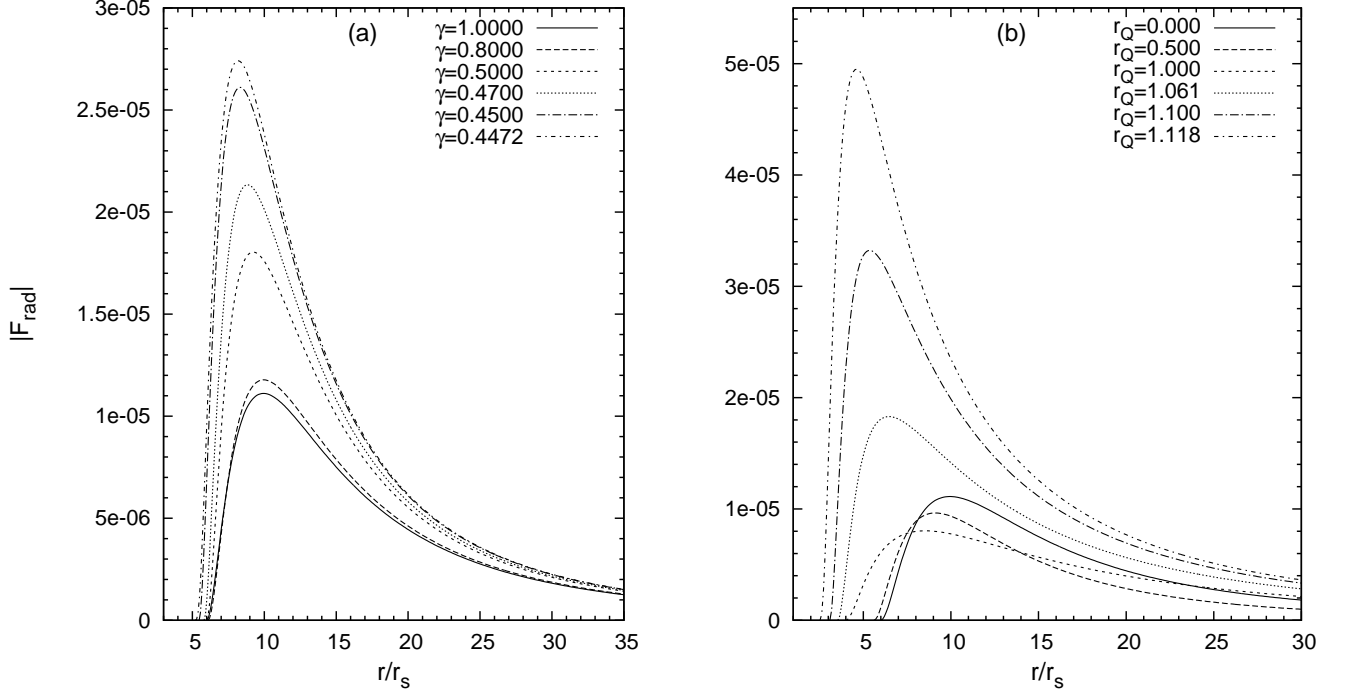 (a)
γ=1.0000
γ=0.8000
γ=0.5000
γ=0.4700
γ=0.4500
γ=0.4472
3e-05
2.5e-05
2e-05
1.5e-05
1e-05
5e-06
0
|F_rad|
5 10 15 20 25 30 35
r/r_s
(b)
r_Q=0.000
r_Q=0.500
r_Q=1.000
r_Q=1.061
r_Q=1.100
r_Q=1.118
5e-05
4e-05
3e-05
2e-05
1e-05
0
5 10 15 20 25 30
r/r_s